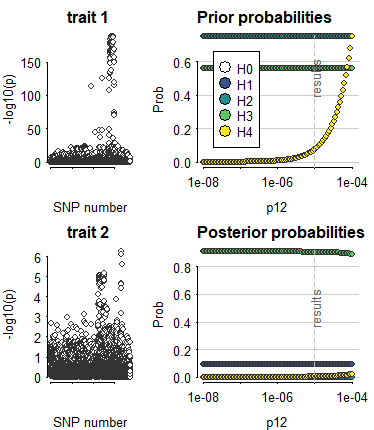 trait 1
-log10(p)
150
100
50
0
SNP number
Prior probabilities
Prob
0.6
0.4
0.2
0.0
H0
H1
H2
H3
H4
results
1e-08
1e-06
1e-04
p12
trait 2
-log10(p)
6
5
4
3
2
1
0
SNP number
Posterior probabilities
Prob
0.8
0.4
0.2
0.0
results
1e-08
1e-06
1e-04
p12